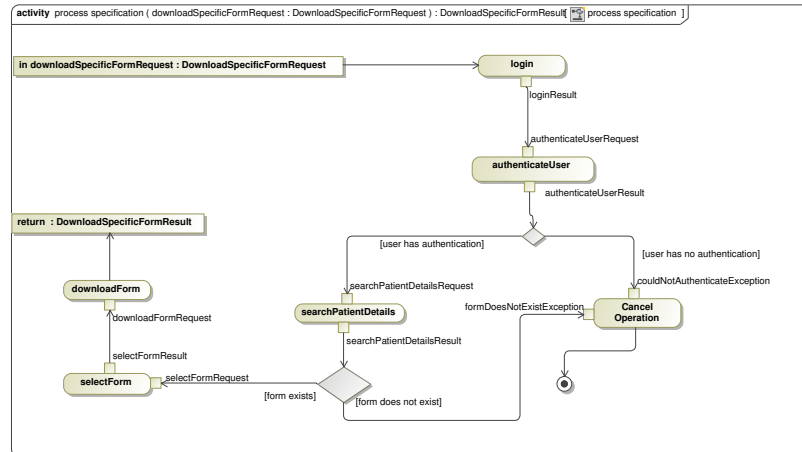 activity process specification ( downloadSpecificFormRequest : DownloadSpecificFormRequest ) : DownloadSpecificFormResult[ process specification ]
in downloadSpecificFormRequest : DownloadSpecificFormRequest
login
loginResult
authenticateUserRequest
authenticateUser
authenticateUserResult
return : DownloadSpecificFormResult
[user has authentication]
[user has no authentication]
downloadForm
searchPatientDetailsRequest
couldNotAuthenticateException
searchPatientDetails
formDoesNotExistException
Cancel
Operation
downloadFormRequest
searchPatientDetailsResult
selectFormResult
selectForm
selectFormRequest
[form exists]
[form does not exist]